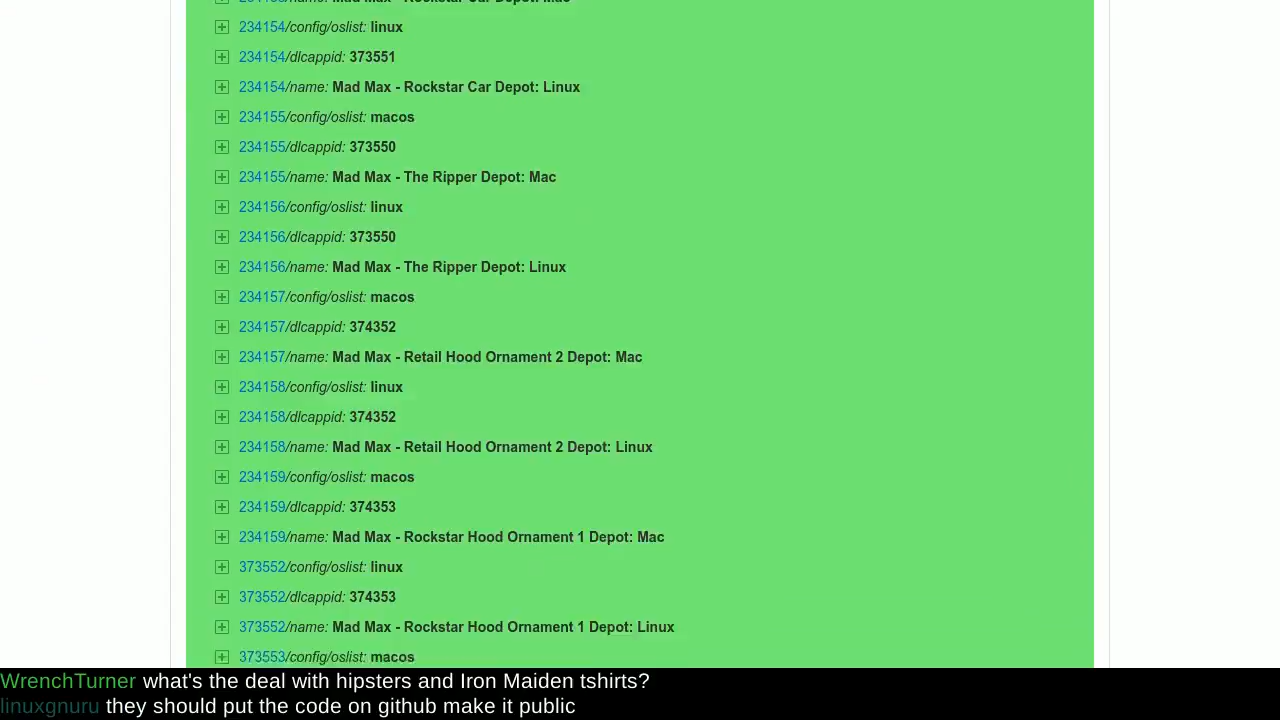 234154/config/oslist: linux
234154/dlcappid: 373551
234154/name: Mad Max - Rockstar Car Depot: Linux
234155/config/oslist: macos
234155/dlcappid: 373550
234155/name: Mad Max - The Ripper Depot: Mac
234156/config/oslist: linux
234156/dlcappid: 373550
234156/name: Mad Max - The Ripper Depot: Linux
234157/config/oslist: macos
234157/dlcappid: 374352
234157/name: Mad Max - Retail Hood Ornament 2 Depot: Mac
234158/config/oslist: linux
234158/dlcappid: 374352
234158/name: Mad Max - Retail Hood Ornament 2 Depot: Linux
234159/config/oslist: macos
234159/dlcappid: 374353
234159/name: Mad Max - Rockstar Hood Ornament 1 Depot: Mac
373552/config/oslist: linux
373552/dlcappid: 374353
373552/name: Mad Max - Rockstar Hood Ornament 1 Depot: Linux
373553/config/oslist: macos
WrenchTurner what's the deal with hipsters and Iron Maiden tshirts?
linuxgnuru they should put the code on github make it public